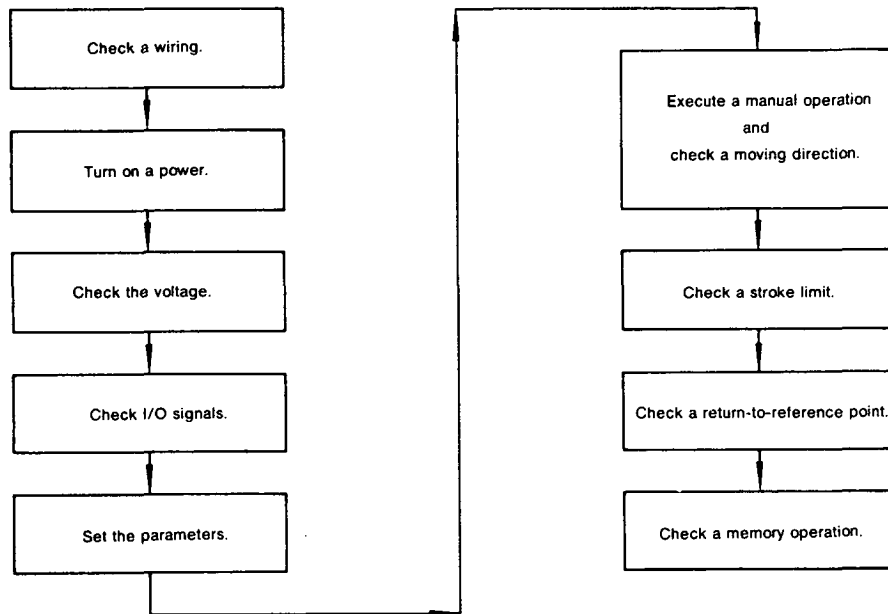 Check a wiring.
Turn on a power.
Check the voltage.
Check I/O signals.
Set the parameters.
Execute a manual operation
and
check a moving direction.
Check a stroke limit.
Check a return-to-reference point.
Check a memory operation.